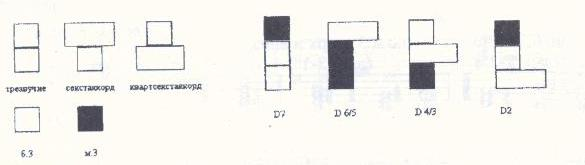 трезвучие секстаккорд квартсекстаккорд
D7 D 6/5 D 4/3 D2
б.3 м.3